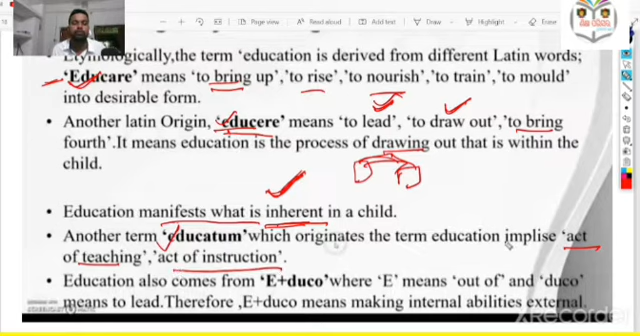 Read aloud
Add text
Draw
Highlight
Erase
Etymologically,the term ‘education is derived from different Latin words;
‘Educare’ means ‘to bring up’,‘to rise’,‘to nourish’,‘to train’,‘to mould’
into desirable form.
Another latin Origin, ‘educere’ means ‘to lead’, ‘to draw out’,‘to bring
fourth’.It means education is the process of drawing out that is within the
child.
Education manifests what is inherent in a child.
Another term ‘educatum’ which originates the term education implise ‘act
of teaching’,‘act of instruction’.
Education also comes from ‘E+duco’ where ‘E’ means ‘out of’ and ‘duco’
means to lead. Therefore ,E+duco means making internal abilities external.
RECORDER